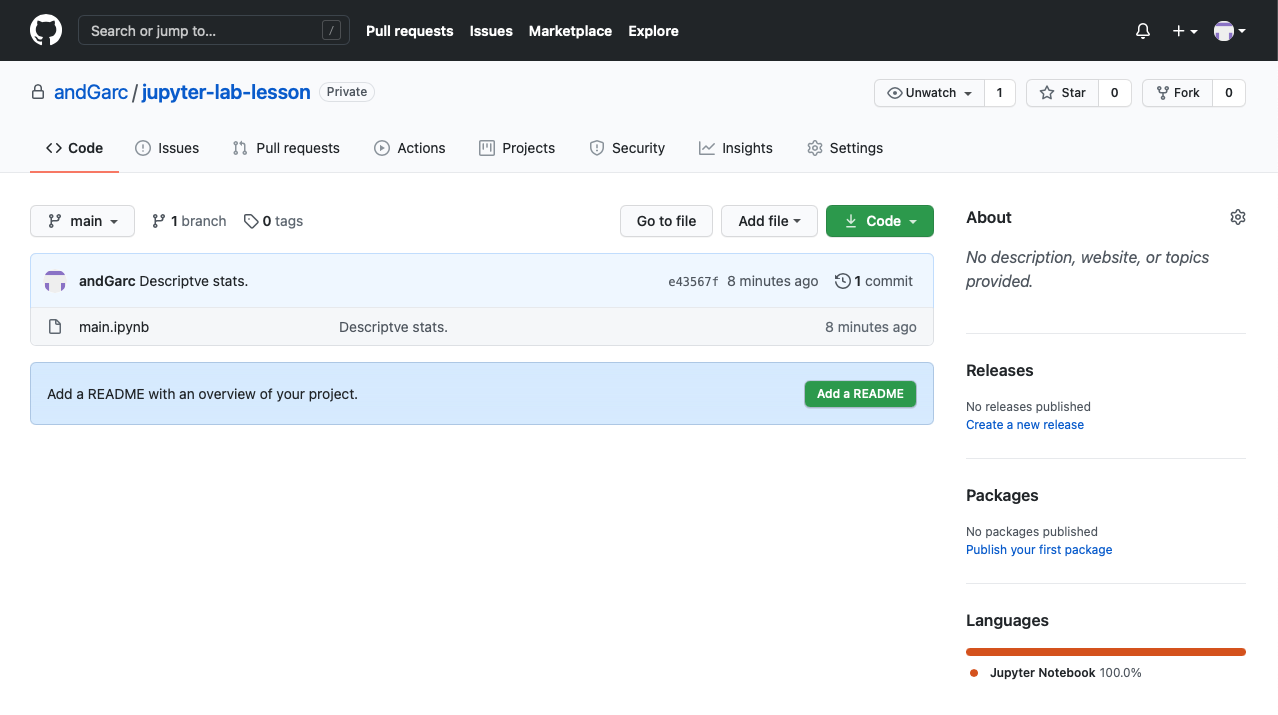 Search or jump to… /
Pull requests Issues Marketplace Explore
andGarc / jupyter-lab-lesson Private
Unwatch 1 Star 0 Fork 0
Code Issues Pull requests Actions Projects Security Insights Settings
main 1 branch 0 tags
Go to file Add file Code
andGarc Descriptve stats. e43567f 8 minutes ago 1 commit
main.ipynb Descriptve stats. 8 minutes ago
Add a README with an overview of your project. Add a README
About
No description, website, or topics
provided.
Releases
No releases published
Create a new release
Packages
No packages published
Publish your first package
Languages
Jupyter Notebook 100.0%